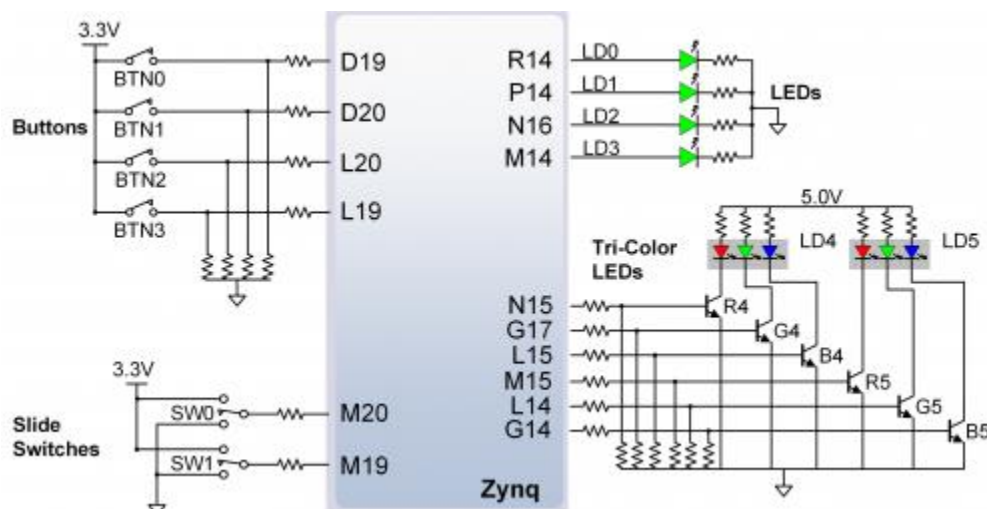 3.3V
BTN0
BTN1
BTN2
BTN3
Buttons
D19
D20
L20
L19
3.3V
SW0
SW1
Slide
Switches
M20
M19
R14
P14
N16
M14
LD0
LD1
LD2
LD3
LEDs
5.0V
LD4
LD5
Tri-Color
LEDs
N15
G17
L15
M15
L14
G14
R4
G4
B4
R5
G5
B5
Zynq